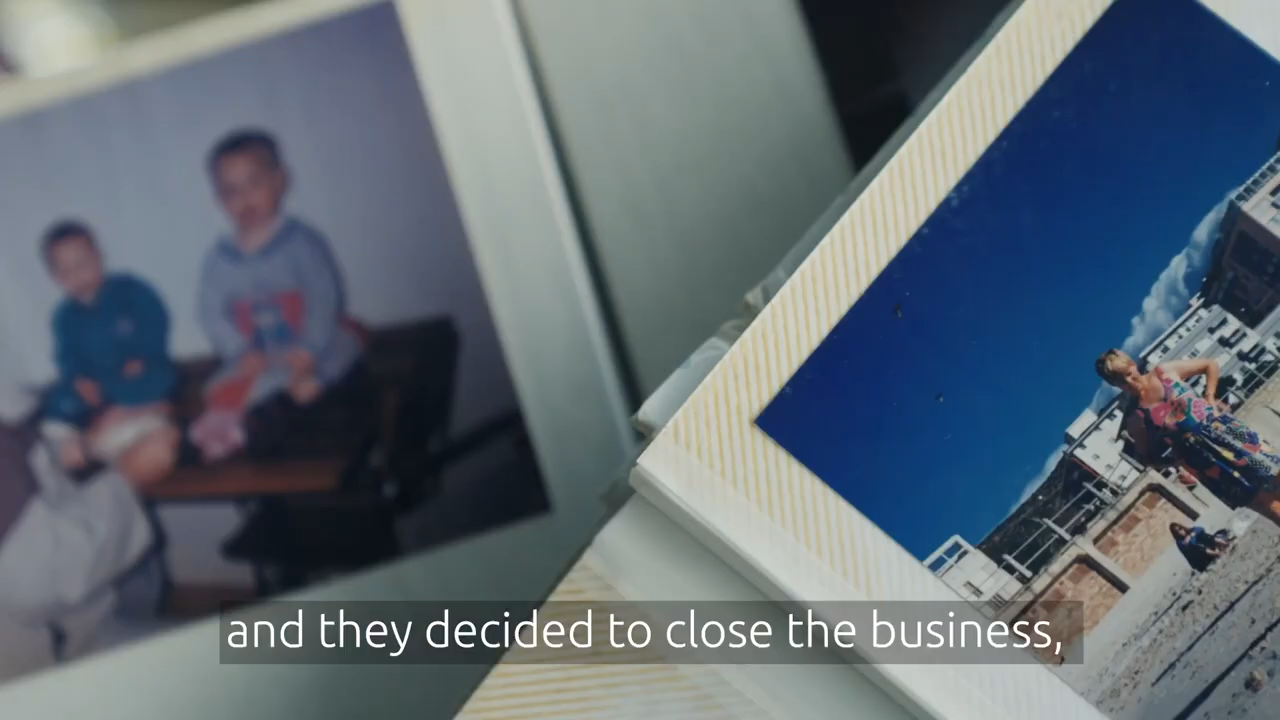 and they decided to close the business,